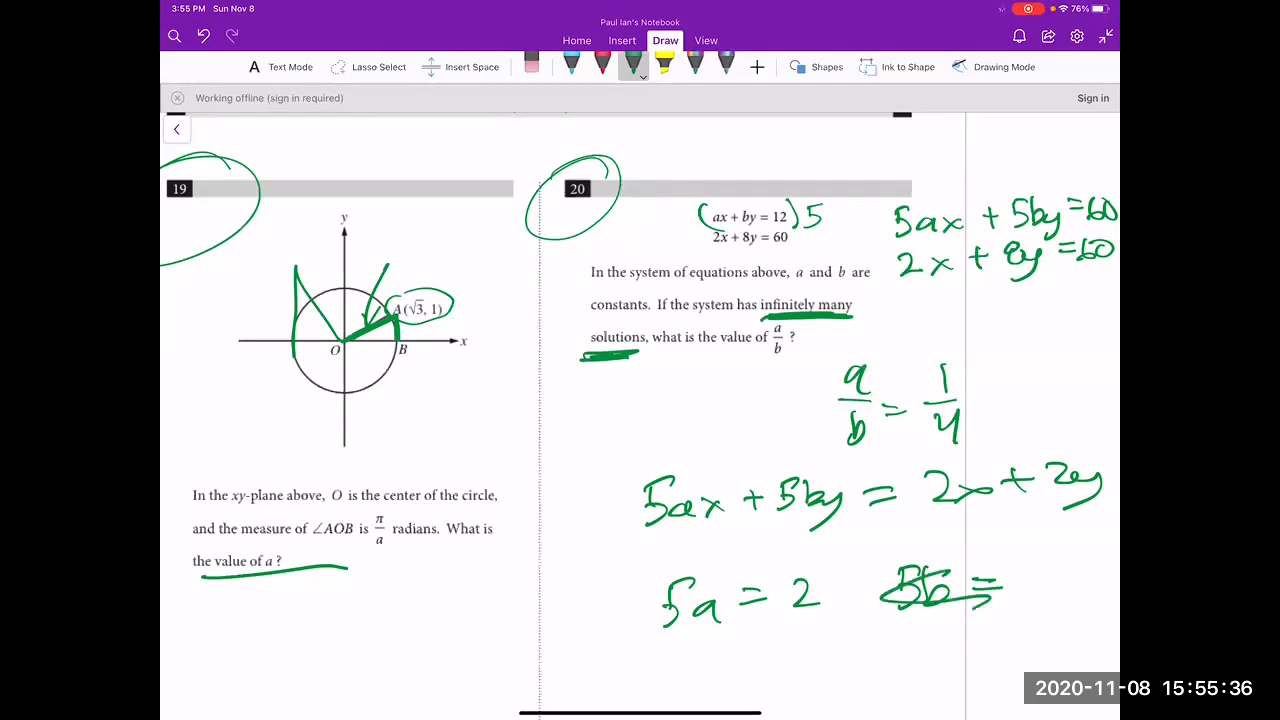 3:55 PM Sun Nov 8
76%
Paul Ian's Notebook
Home Insert Draw View
Text Mode Lasso Select Insert Space Shapes Ink to Shape Drawing Mode
Working offline (sign in required) Sign in
19
y
A(√3, 1)
O B x
In the xy-plane above, O is the center of the circle,
and the measure of ∠AOB is π/a radians. What is
the value of a ?
20
(ax + by = 12)5
2x + 8y = 60
In the system of equations above, a and b are
constants. If the system has infinitely many
solutions, what is the value of a/b ?
5ax + 5by = 60
2x + 8y = 60
a/b = 1/4
5ax + 5by = 2x + 2y
5a = 2 5b =
2020-11-08 15:55:36